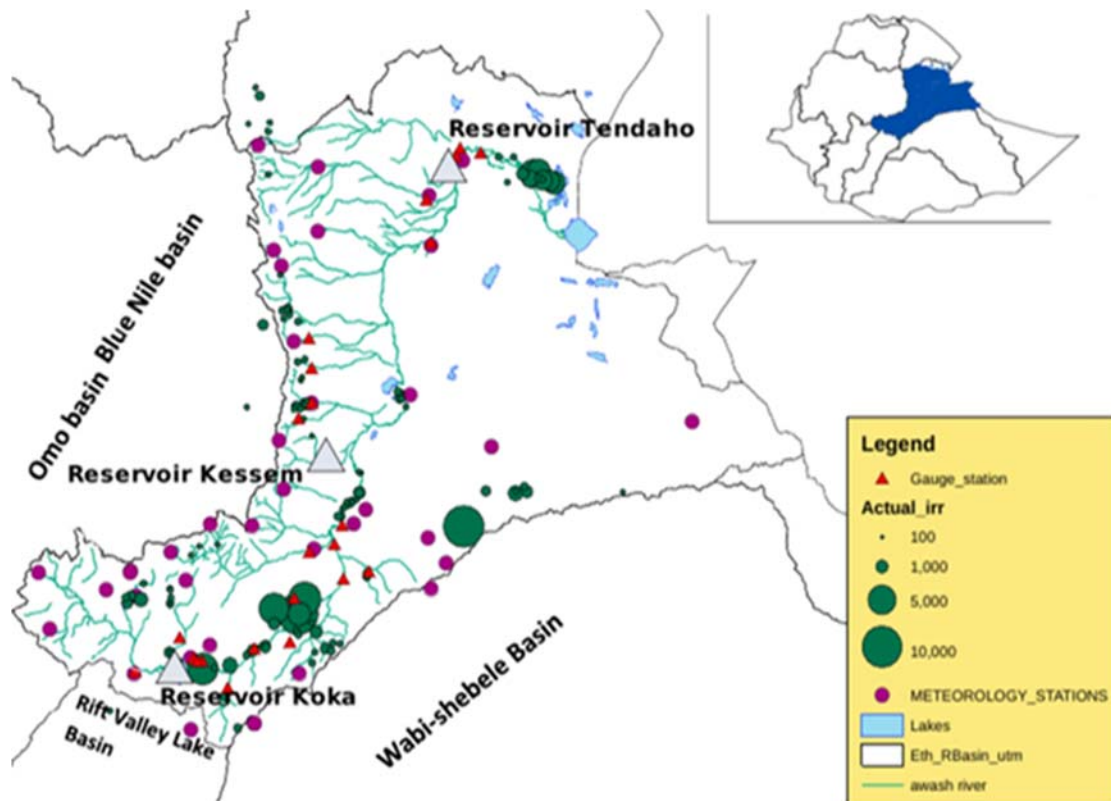 Reservoir Tendaho
Omo basin Blue Nile basin
Reservoir Kessem
Reservoir Koka
Rift Valley Lake
Basin
Wabi-shebele Basin
Legend
Gauge_station
Actual_irr
100
1,000
5,000
10,000
METEOROLOGY_STATIONS
Lakes
Eth_RBasin_utm
awash river